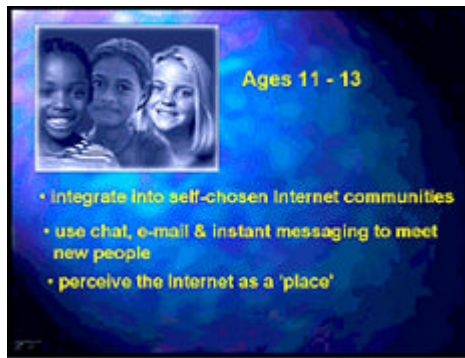 Ages 11 - 13
• integrate into self-chosen Internet communities
• use chat, e-mail & instant messaging to meet
new people
• perceive the Internet as a 'place'